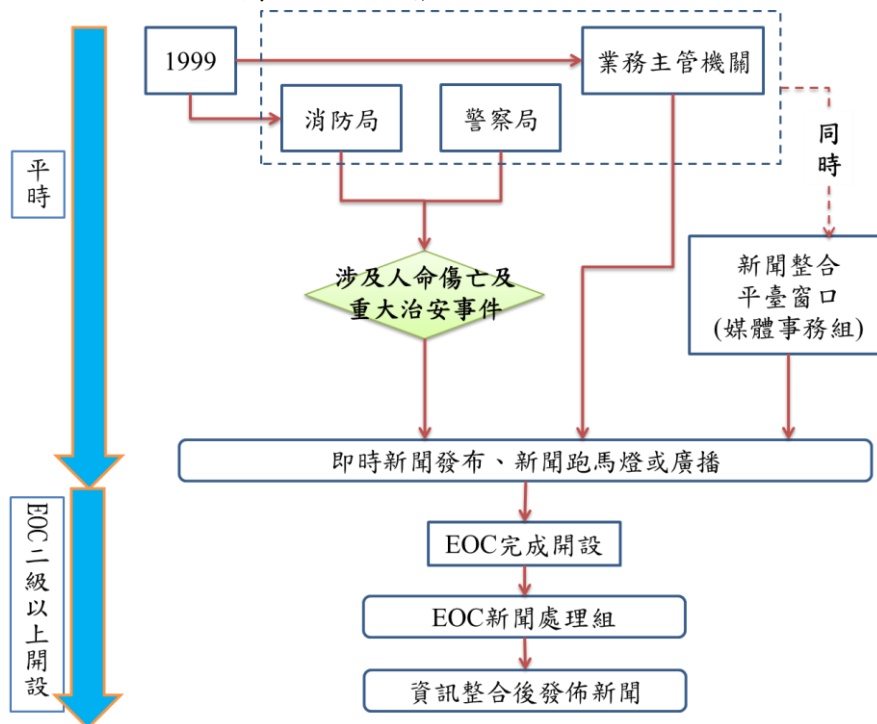 1999
業務主管機關
消防局
警察局
同時
平時
涉及人命傷亡及
重大治安事件
新聞整合
平臺窗口
(媒體事務組)
即時新聞發布、新聞跑馬燈或廣播
EOC二級以上開設
EOC完成開設
EOC新聞處理組
資訊整合後發佈新聞